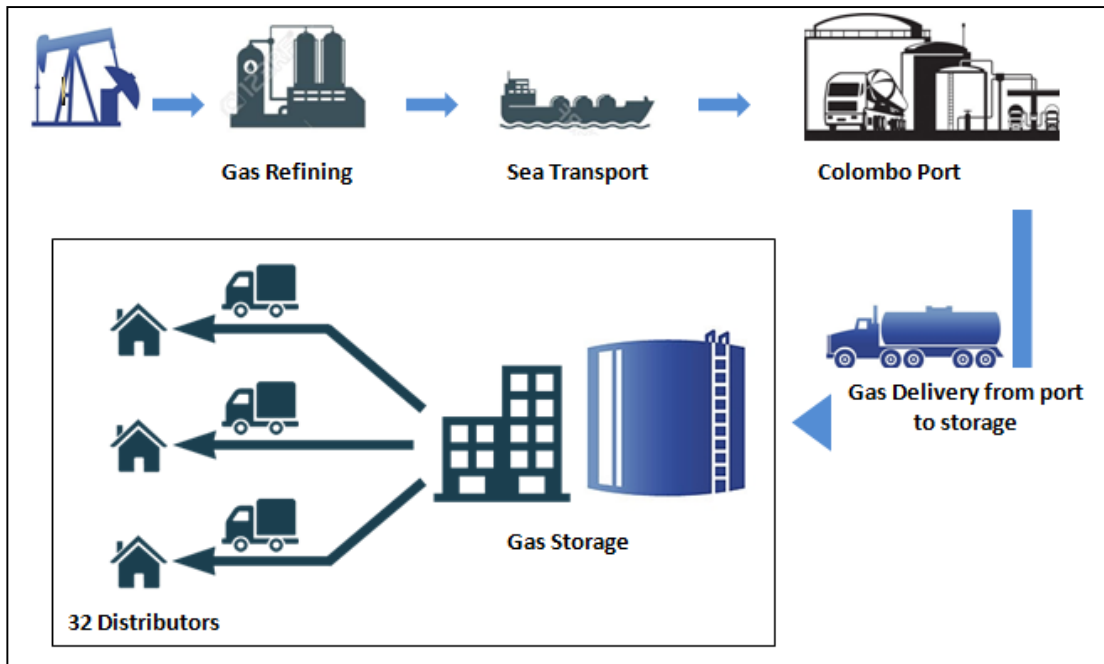 Gas Refining
Sea Transport
Colombo Port
Gas Delivery from port
to storage
Gas Storage
32 Distributors